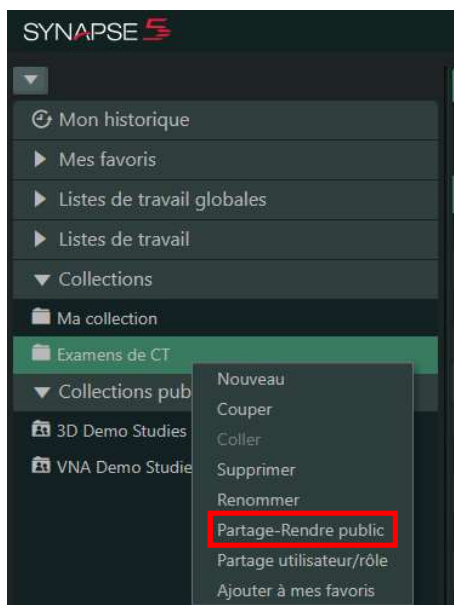 SYNAPSE 5
Mon historique
Mes favoris
Listes de travail globales
Listes de travail
Collections
Ma collection
Examens de CT
Collections pub
3D Demo Studies
VNA Demo Studie
Nouveau
Couper
Coller
Supprimer
Renommer
Partage-Rendre public
Partage utilisateur/rôle
Ajouter à mes favoris